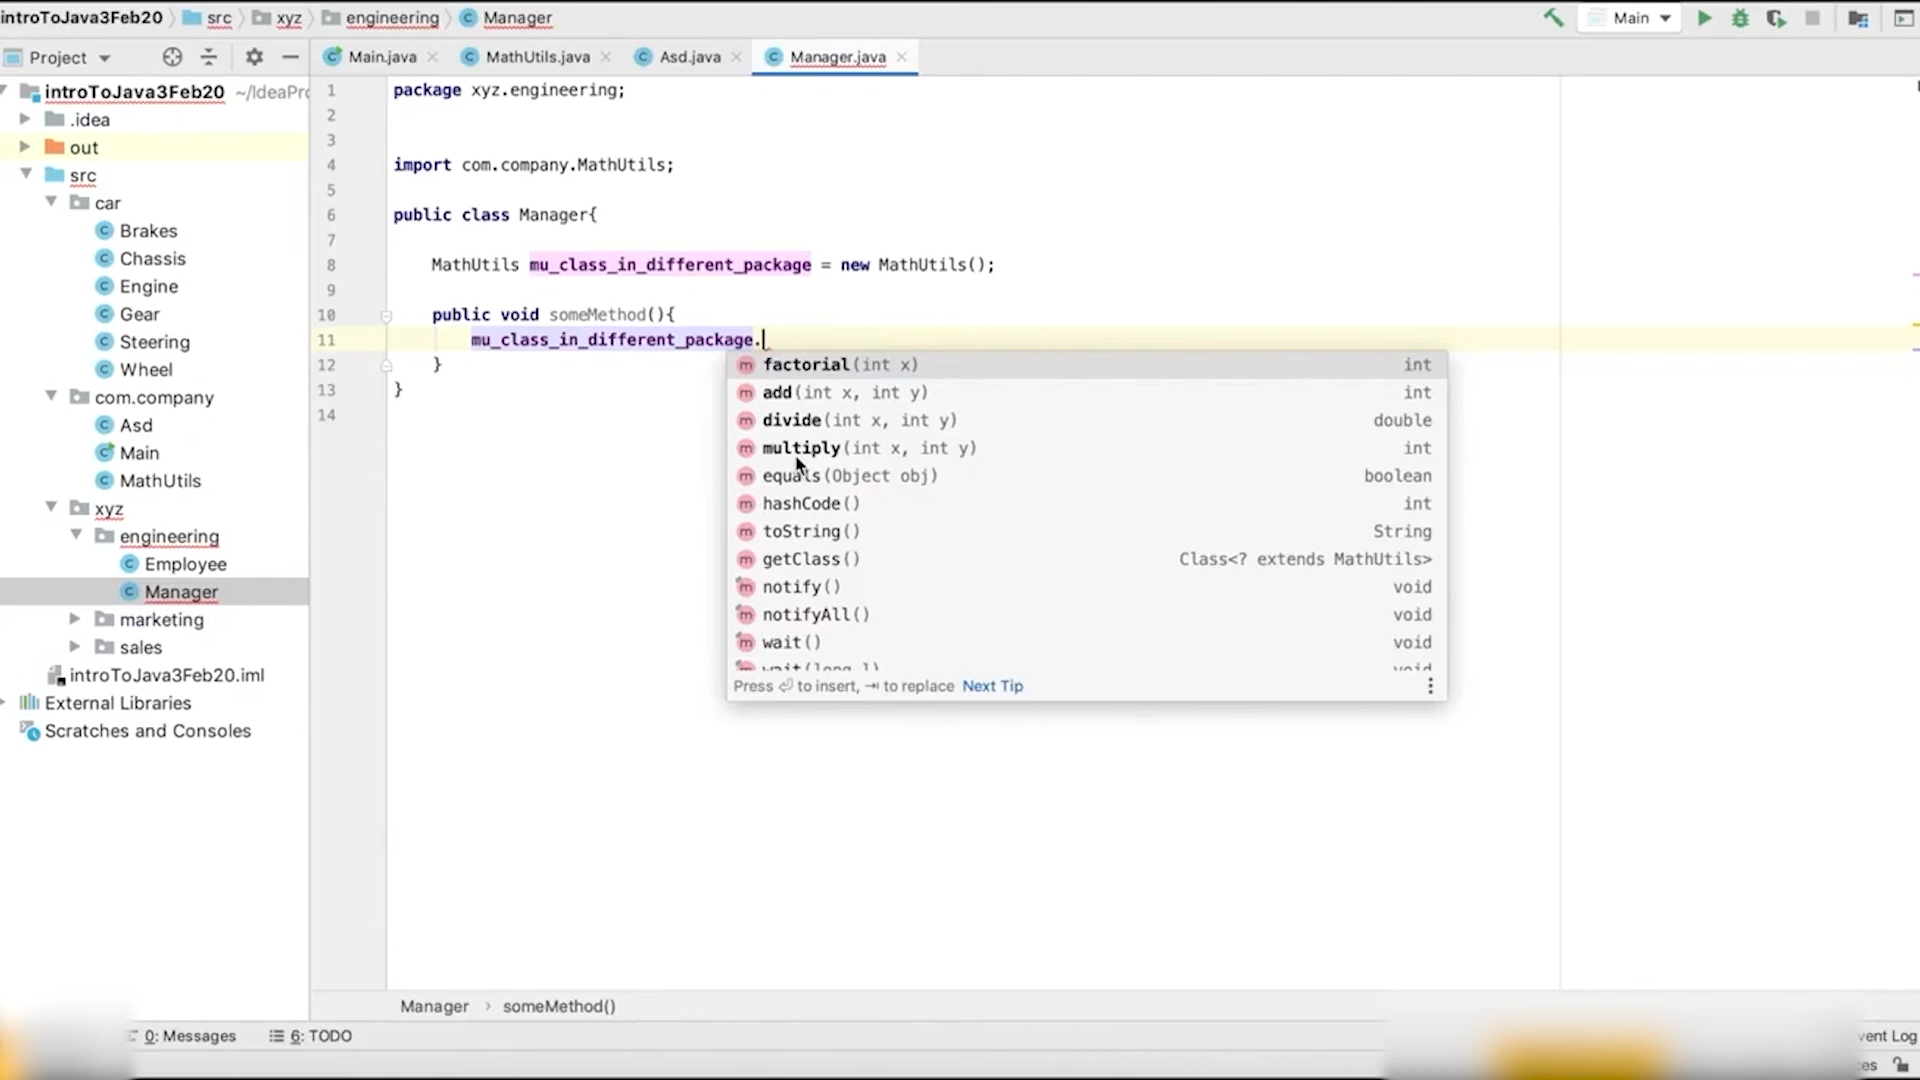 introToJava3Feb20 src xyz engineering Manager Main
Project Main.java MathUtils.java Asd.java Manager.java
introToJava3Feb20 ~/IdeaPro
.idea
out
src
car
Brakes
Chassis
Engine
Gear
Steering
Wheel
com.company
Asd
Main
MathUtils
xyz
engineering
Employee
Manager
marketing
sales
introToJava3Feb20.iml
External Libraries
Scratches and Consoles
1 package xyz.engineering;
2
3
4 import com.company.MathUtils;
5
6 public class Manager{
7
8 MathUtils mu_class_in_different_package = new MathUtils();
9
10 public void someMethod(){
11 mu_class_in_different_package.
12 }
13 }
14
m factorial(int x) int
m add(int x, int y) int
m divide(int x, int y) double
m multiply(int x, int y) int
m equals(Object obj) boolean
m hashCode() int
m toString() String
m getClass() Class<? extends MathUtils>
m notify() void
m notifyAll() void
m wait() void
m wait(long l) void
Press ⏎ to insert, ⇥ to replace Next Tip
Manager › someMethod()
0: Messages 6: TODO vent Log